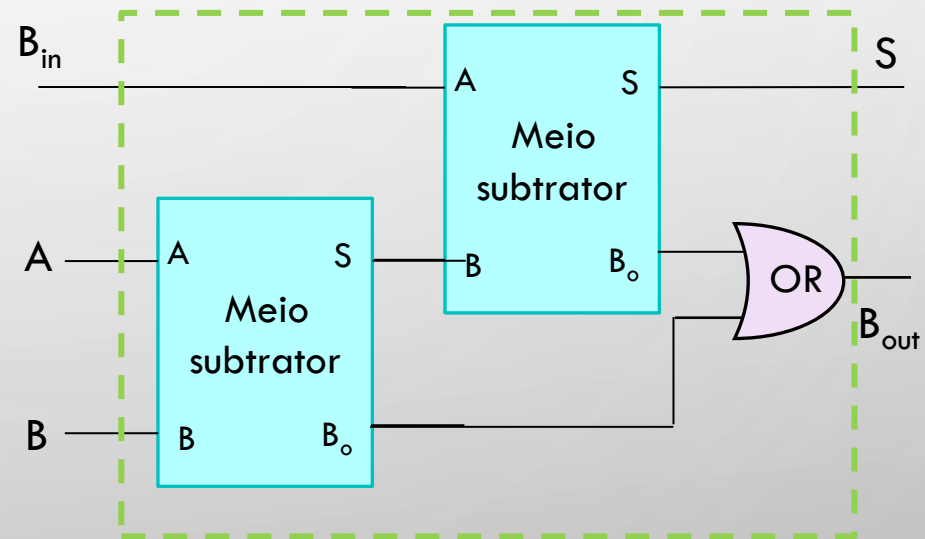 B_in
S
A
S
Meio
subtrator
B
B_o
A
A
S
Meio
subtrator
B
B
B_o
OR
B_out